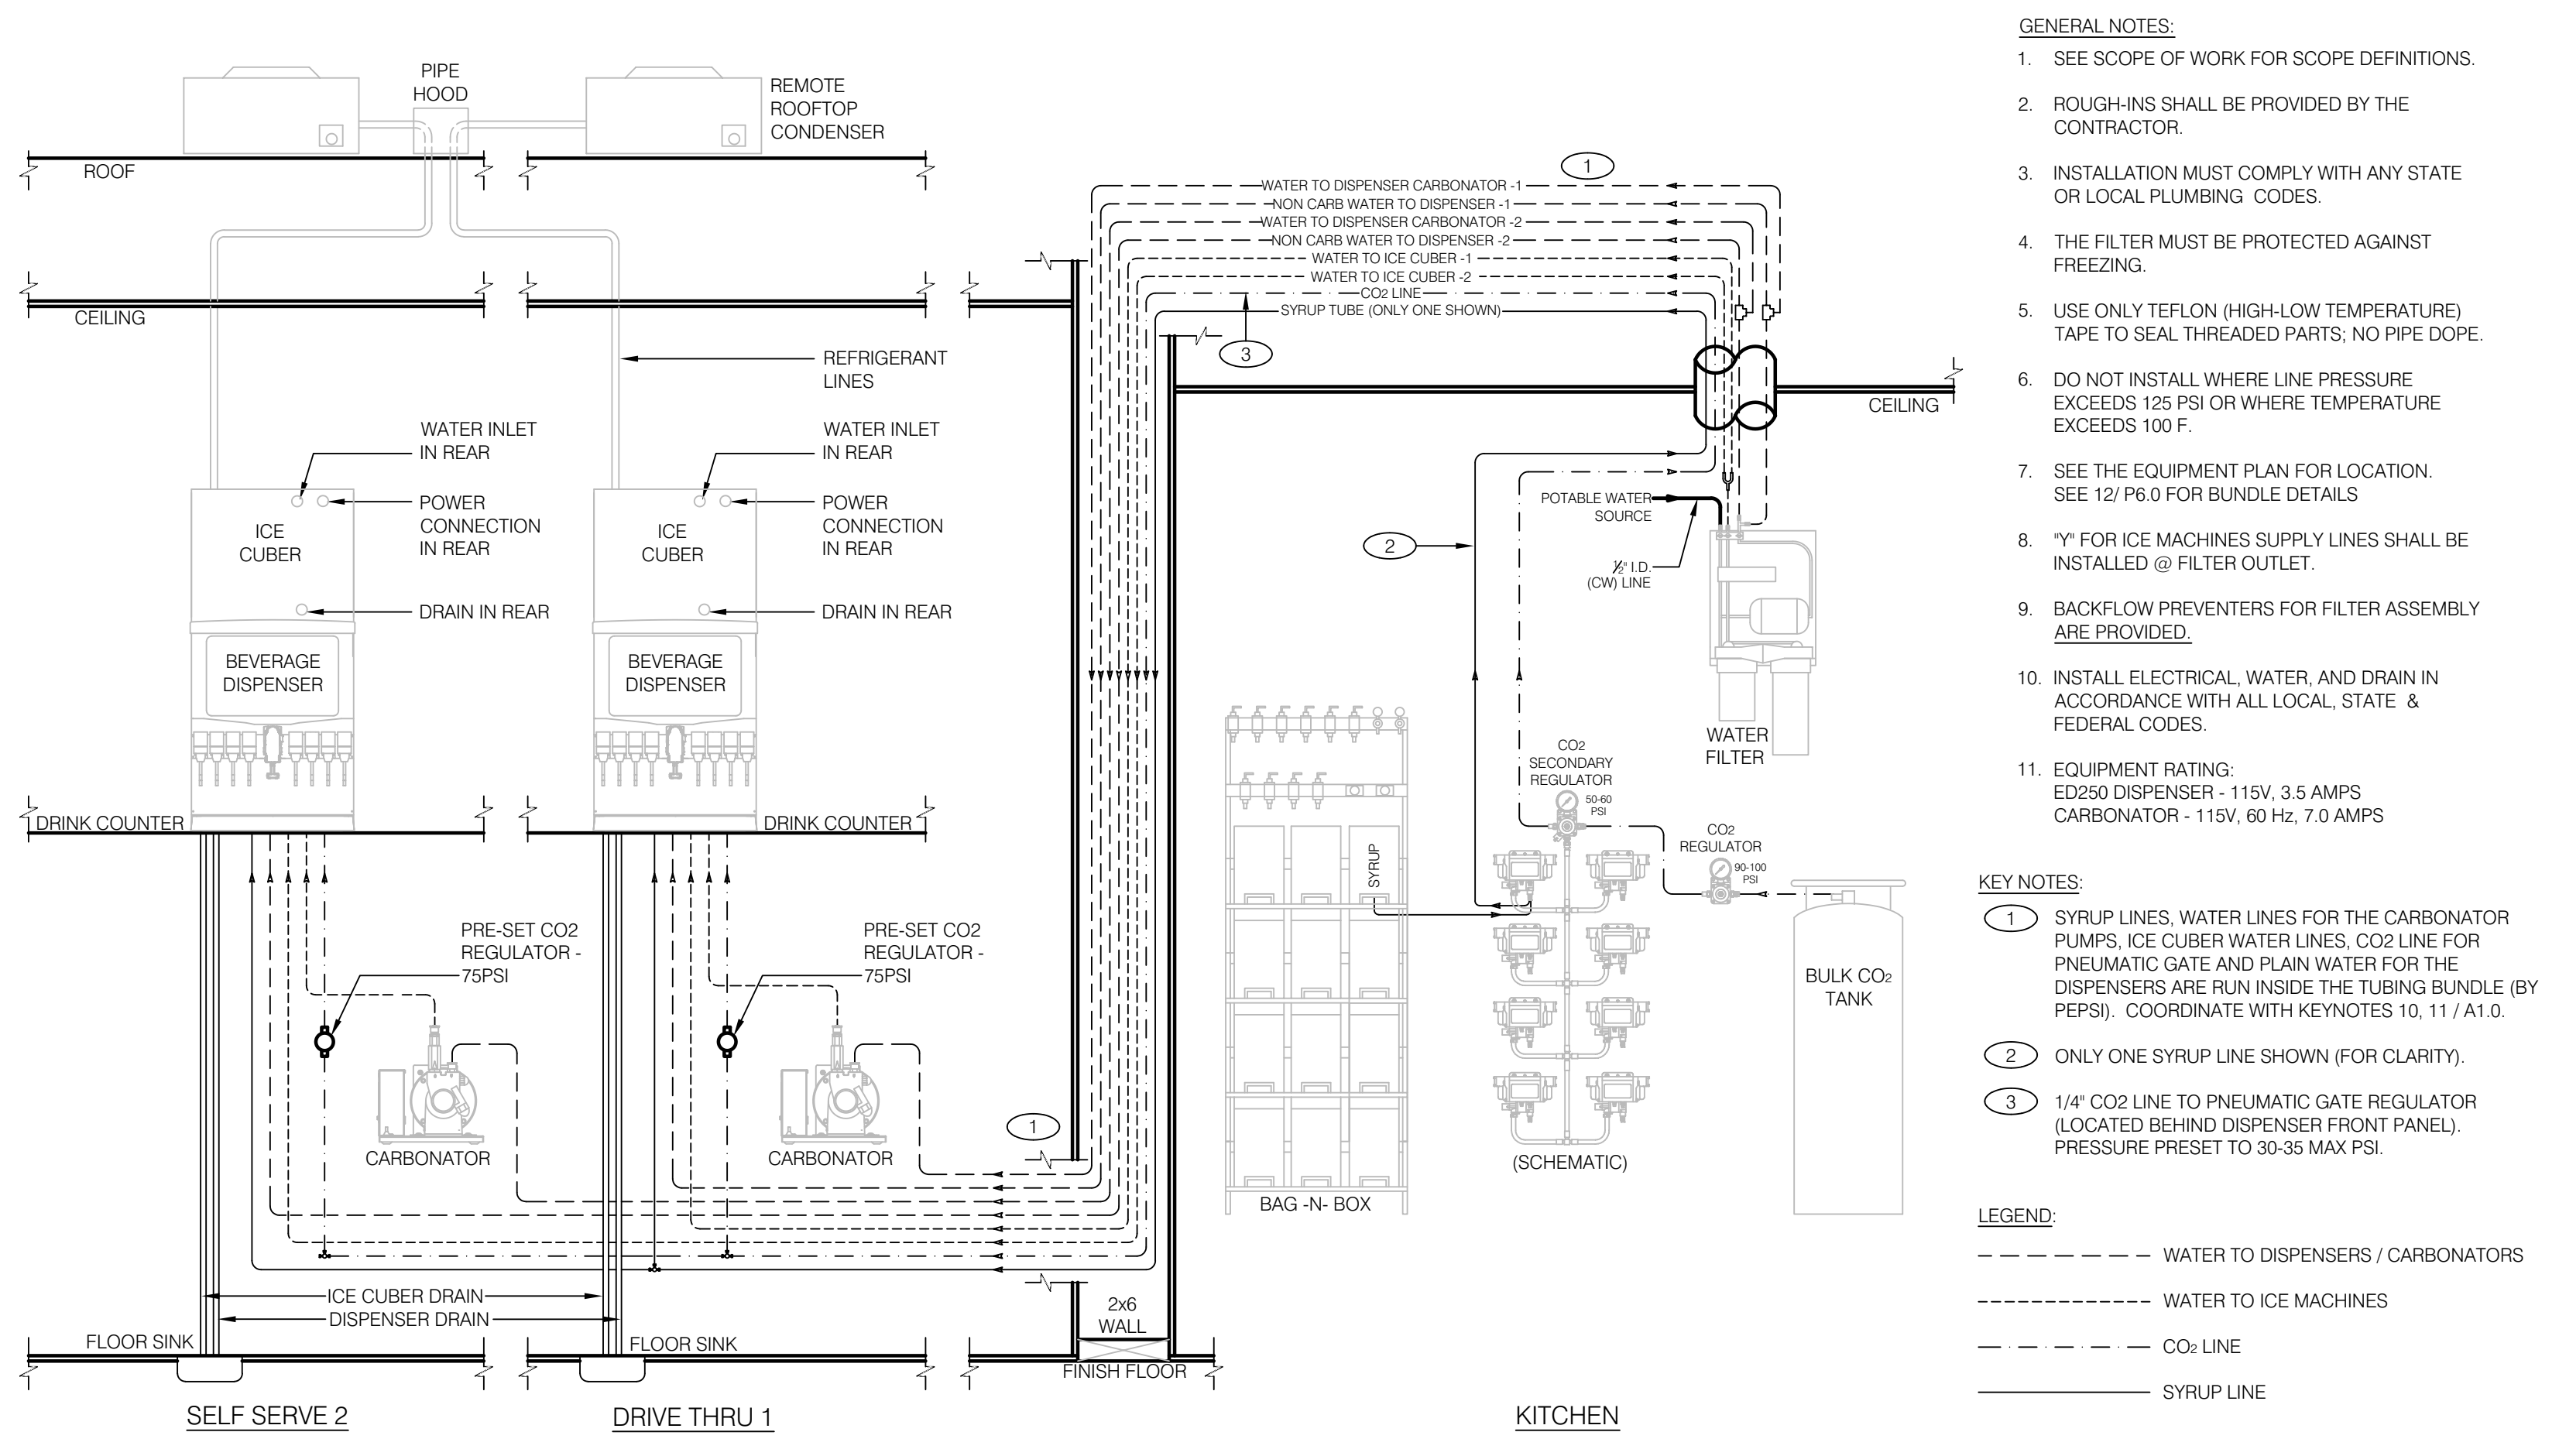 PIPE
HOOD
REMOTE
ROOFTOP
CONDENSER
ROOF
CEILING
REFRIGERANT
LINES
WATER INLET
IN REAR
POWER
CONNECTION
IN REAR
DRAIN IN REAR
ICE
CUBER
BEVERAGE
DISPENSER
WATER INLET
IN REAR
POWER
CONNECTION
IN REAR
DRAIN IN REAR
ICE
CUBER
BEVERAGE
DISPENSER
DRINK COUNTER
DRINK COUNTER
PRE-SET CO2
REGULATOR -
75PSI
PRE-SET CO2
REGULATOR -
75PSI
CARBONATOR
CARBONATOR
ICE CUBER DRAIN
DISPENSER DRAIN
FLOOR SINK
FLOOR SINK
SELF SERVE 2
DRIVE THRU 1
1
WATER TO DISPENSER CARBONATOR -1
NON CARB WATER TO DISPENSER -1
WATER TO DISPENSER CARBONATOR -2
NON CARB WATER TO DISPENSER -2
WATER TO ICE CUBER -1
WATER TO ICE CUBER -2
CO2 LINE
SYRUP TUBE (ONLY ONE SHOWN)
3
CEILING
POTABLE WATER
SOURCE
2
½" I.D.
(CW) LINE
WATER
FILTER
CO2
SECONDARY
REGULATOR
50-60
PSI
CO2
REGULATOR
90-100
PSI
SYRUP
BULK CO2
TANK
1
(SCHEMATIC)
BAG -N- BOX
2x6
WALL
FINISH FLOOR
KITCHEN
GENERAL NOTES:
1. SEE SCOPE OF WORK FOR SCOPE DEFINITIONS.
2. ROUGH-INS SHALL BE PROVIDED BY THE
CONTRACTOR.
3. INSTALLATION MUST COMPLY WITH ANY STATE
OR LOCAL PLUMBING CODES.
4. THE FILTER MUST BE PROTECTED AGAINST
FREEZING.
5. USE ONLY TEFLON (HIGH-LOW TEMPERATURE)
TAPE TO SEAL THREADED PARTS; NO PIPE DOPE.
6. DO NOT INSTALL WHERE LINE PRESSURE
EXCEEDS 125 PSI OR WHERE TEMPERATURE
EXCEEDS 100 F.
7. SEE THE EQUIPMENT PLAN FOR LOCATION.
SEE 12/ P6.0 FOR BUNDLE DETAILS
8. "Y" FOR ICE MACHINES SUPPLY LINES SHALL BE
INSTALLED @ FILTER OUTLET.
9. BACKFLOW PREVENTERS FOR FILTER ASSEMBLY
ARE PROVIDED.
10. INSTALL ELECTRICAL, WATER, AND DRAIN IN
ACCORDANCE WITH ALL LOCAL, STATE &
FEDERAL CODES.
11. EQUIPMENT RATING:
ED250 DISPENSER - 115V, 3.5 AMPS
CARBONATOR - 115V, 60 Hz, 7.0 AMPS
KEY NOTES:
1 SYRUP LINES, WATER LINES FOR THE CARBONATOR
PUMPS, ICE CUBER WATER LINES, CO2 LINE FOR
PNEUMATIC GATE AND PLAIN WATER FOR THE
DISPENSERS ARE RUN INSIDE THE TUBING BUNDLE (BY
PEPSI). COORDINATE WITH KEYNOTES 10, 11 / A1.0.
2 ONLY ONE SYRUP LINE SHOWN (FOR CLARITY).
3 1/4" CO2 LINE TO PNEUMATIC GATE REGULATOR
(LOCATED BEHIND DISPENSER FRONT PANEL).
PRESSURE PRESET TO 30-35 MAX PSI.
LEGEND:
WATER TO DISPENSERS / CARBONATORS
WATER TO ICE MACHINES
CO2 LINE
SYRUP LINE